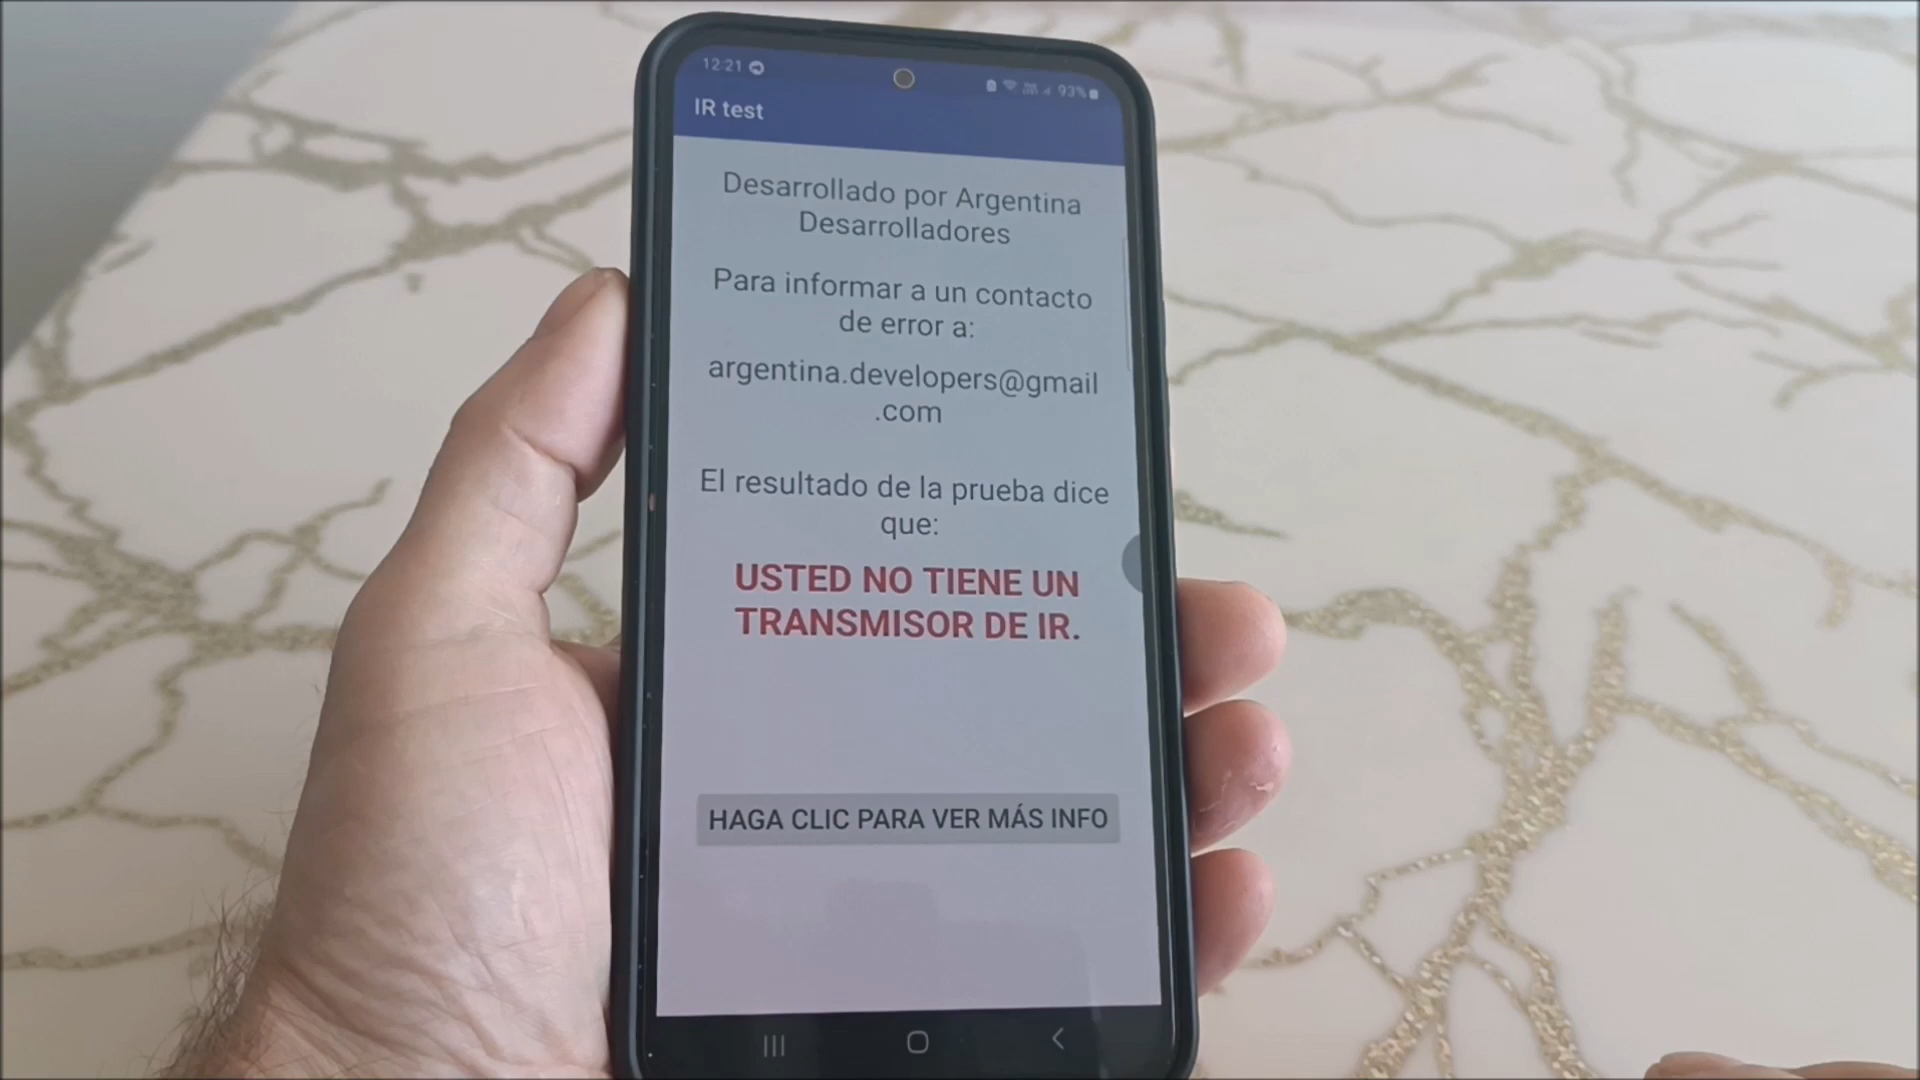 12:21
93%
IR test
Desarrollado por Argentina
Desarrolladores
Para informar a un contacto
de error a:
argentina.developers@gmail
.com
El resultado de la prueba dice
que:
USTED NO TIENE UN
TRANSMISOR DE IR.
HAGA CLIC PARA VER MÁS INFO